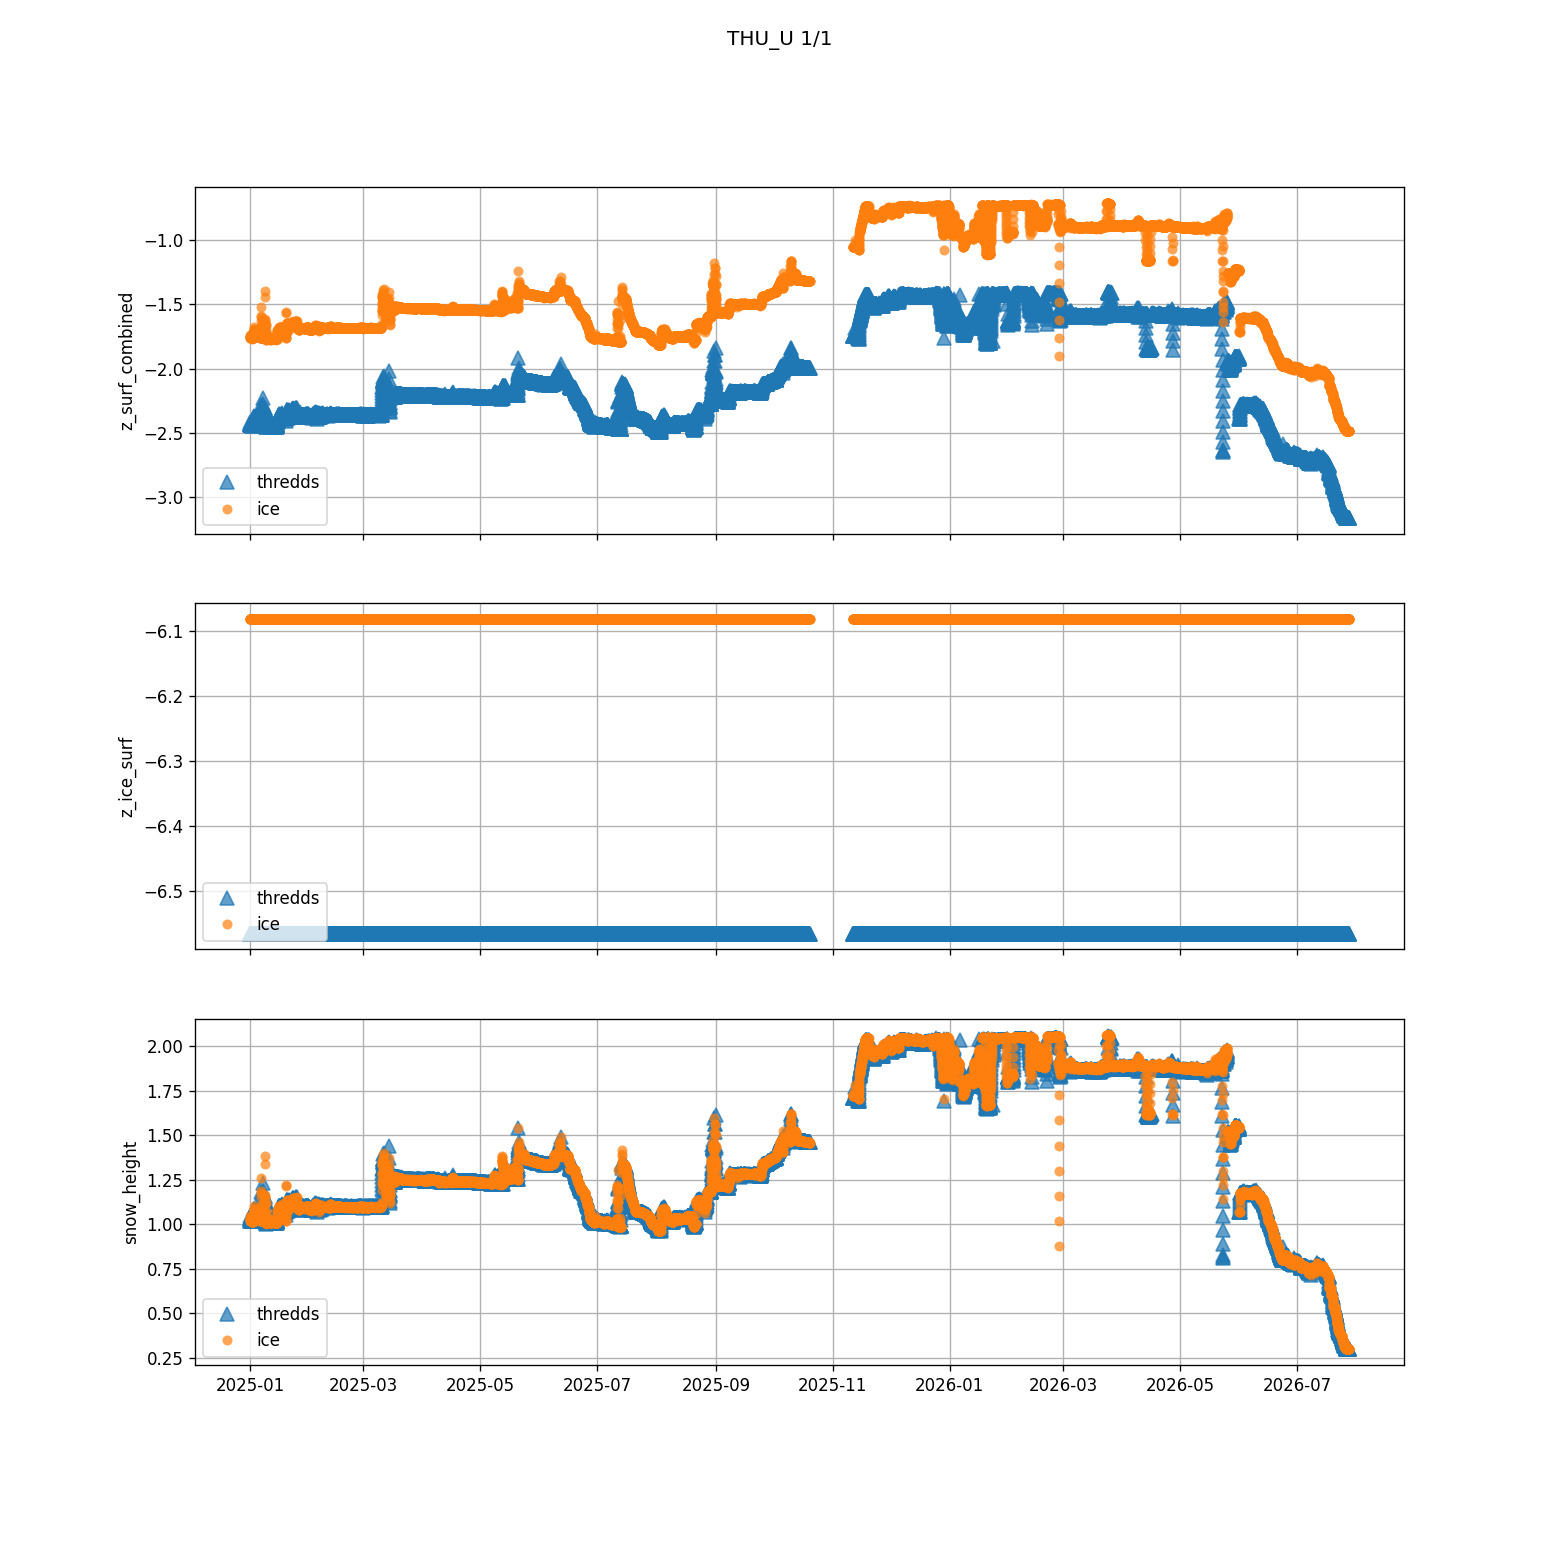 THU_U 1/1
z_surf_combined
−1.0
−1.5
−2.0
−2.5
−3.0
thredds
ice
z_ice_surf
−6.1
−6.2
−6.3
−6.4
−6.5
thredds
ice
snow_height
2.00
1.75
1.50
1.25
1.00
0.75
0.50
0.25
thredds
ice
2025-01 2025-03 2025-05 2025-07 2025-09 2025-11 2026-01 2026-03 2026-05 2026-07